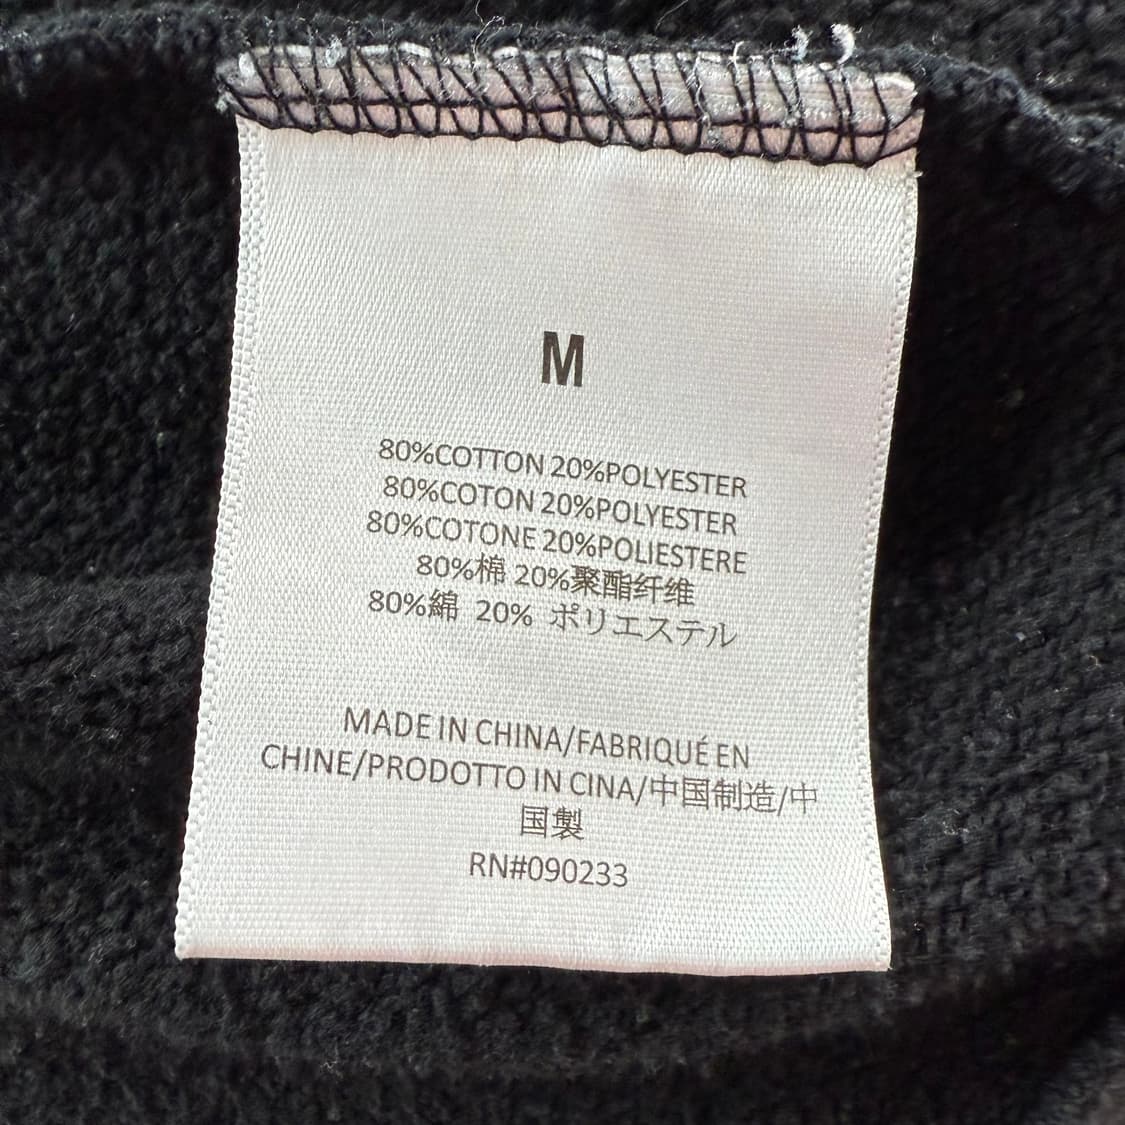 M
80%COTTON 20%POLYESTER
80%COTON 20%POLYESTER
80%COTONE 20%POLIESTERE
80%棉 20%聚酯纤维
80%綿 20% ポリエステル
MADE IN CHINA/FABRIQUÉ EN
CHINE/PRODOTTO IN CINA/中国制造/中
国製
RN#090233